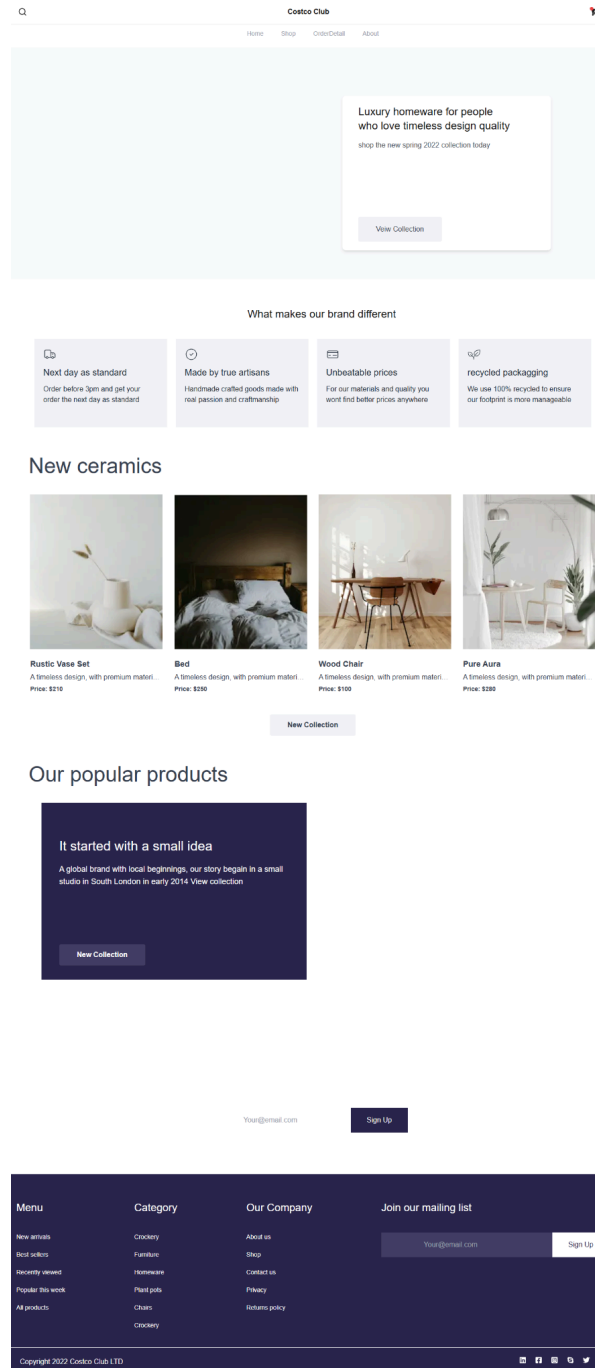 Costco Club
Home Shop OrderDetail About
Luxury homeware for people
who love timeless design quality
shop the new spring 2022 collection today
Veiw Collection
What makes our brand different
Next day as standard
Order before 3pm and get your
order the next day as standard
Made by true artisans
Handmade crafted goods made with
real passion and craftmanship
Unbeatable prices
For our materials and quality you
wont find better prices anywhere
recycled packagging
We use 100% recycled to ensure
our footprint is more manageable
New ceramics
Rustic Vase Set
A timeless design, with premium materi...
Price: $210
Bed
A timeless design, with premium materi...
Price: $250
Wood Chair
A timeless design, with premium materi...
Price: $100
Pure Aura
A timeless design, with premium materi...
Price: $280
New Collection
Our popular products
It started with a small idea
A global brand with local beginnings, our story begain in a small
studio in South London in early 2014 View collection
New Collection
Your@email.com
Sign Up
Menu
New arrivals
Best sellers
Recently viewed
Popular this week
All products
Category
Crockery
Furniture
Homeware
Plant pots
Chairs
Crockery
Our Company
About us
Shop
Contact us
Privacy
Returns policy
Join our mailing list
Your@email.com
Sign Up
Copyright 2022 Costco Club LTD